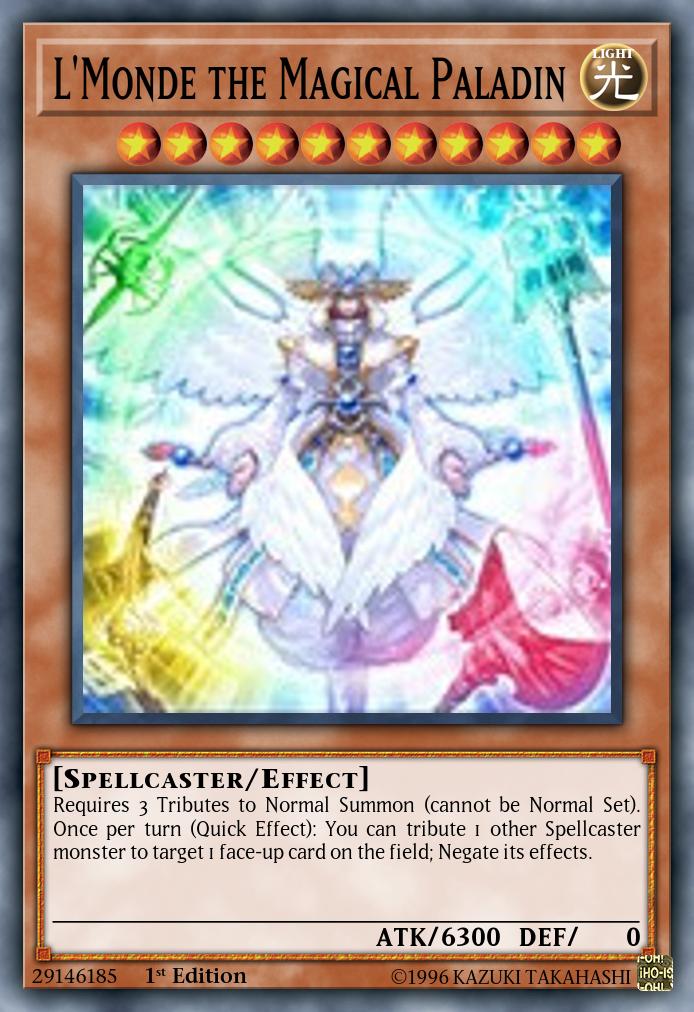 L'Monde the Magical Paladin
LIGHT
光
[Spellcaster/Effect]
Requires 3 Tributes to Normal Summon (cannot be Normal Set).
Once per turn (Quick Effect): You can tribute 1 other Spellcaster
monster to target 1 face-up card on the field; Negate its effects.
ATK/6300 DEF/ 0
29146185 1st Edition ©1996 KAZUKI TAKAHASHI